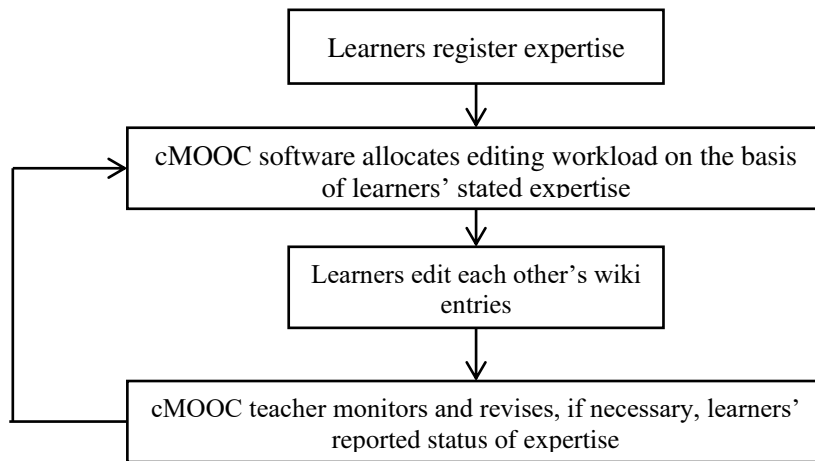 Learners register expertise
cMOOC software allocates editing workload on the basis
of learners’ stated expertise
Learners edit each other’s wiki
entries
cMOOC teacher monitors and revises, if necessary, learners’
reported status of expertise